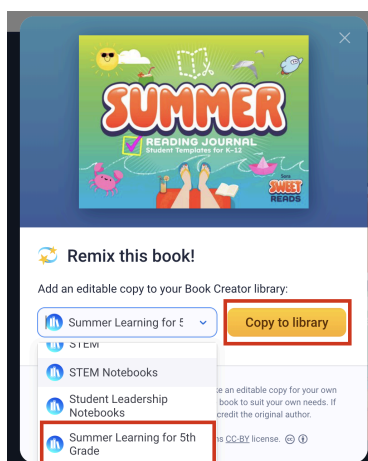 SUMMER
READING JOURNAL
Student Templates for K-12
SWEET
READS
Remix this book!
Add an editable copy to your Book Creator library:
Summer Learning for 5
Copy to library
STEM
STEM Notebooks
Student Leadership
Notebooks
Summer Learning for 5th
Grade
an editable copy for your own
book to suit your own needs. If
credit the original author.
CC-BY license.